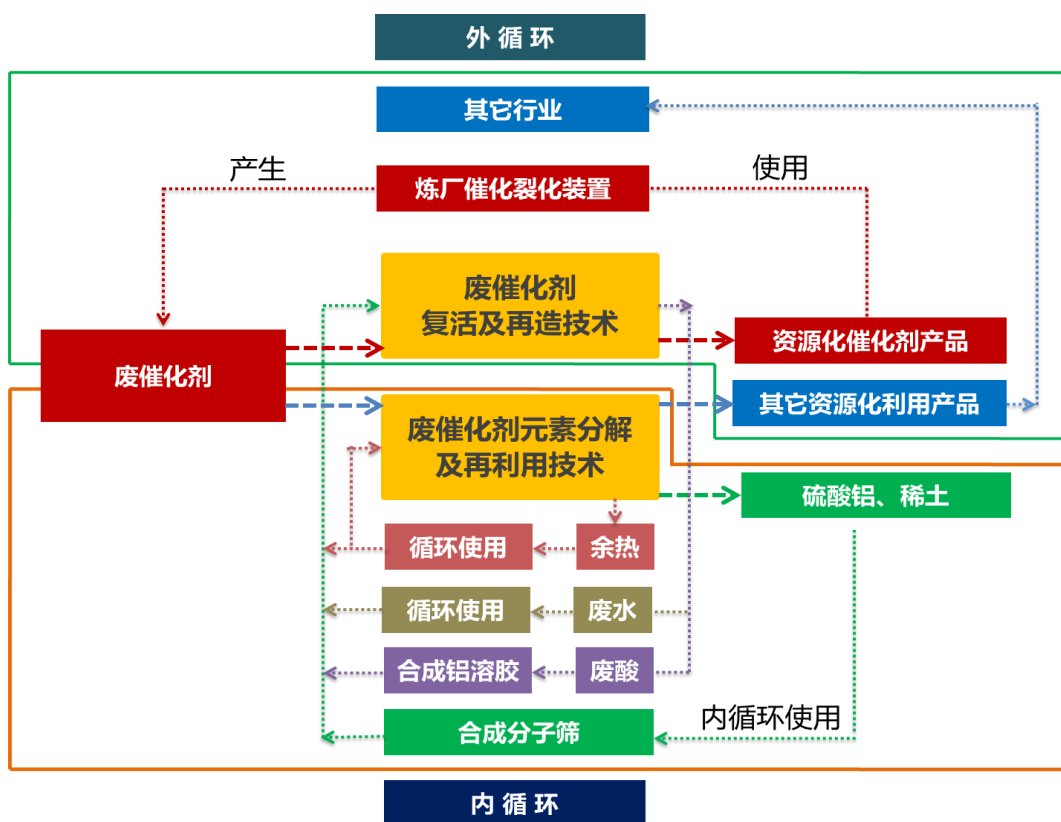 外循环
其它行业
产生
炼厂催化裂化装置
使用
废催化剂
复活及再造技术
资源化催化剂产品
废催化剂
其它资源化利用产品
废催化剂元素分解
及再利用技术
硫酸铝、稀土
循环使用
余热
循环使用
废水
合成铝溶胶
废酸
内循环使用
合成分子筛
内循环